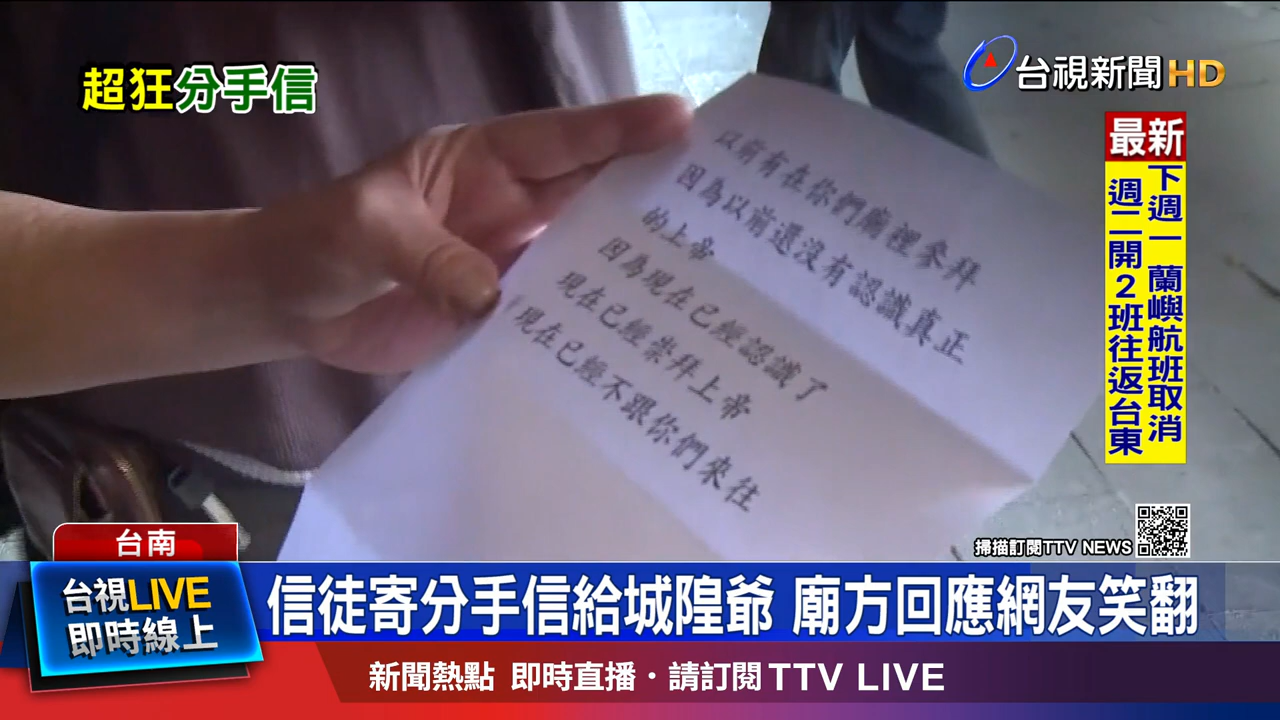 超狂分手信
台視新聞HD
最新
下週一 蘭嶼航班取消
週二開2班往返台東
以前有在你們廟裡參拜
因為以前還沒有認識真正
的上帝
因為現在已經認識了
現在已經崇拜上帝
現在已經不跟你們來往
掃描訂閱TTV NEWS
台南
台視LIVE
即時線上
信徒寄分手信給城隍爺 廟方回應網友笑翻
新聞熱點 即時直播·請訂閱TTV LIVE